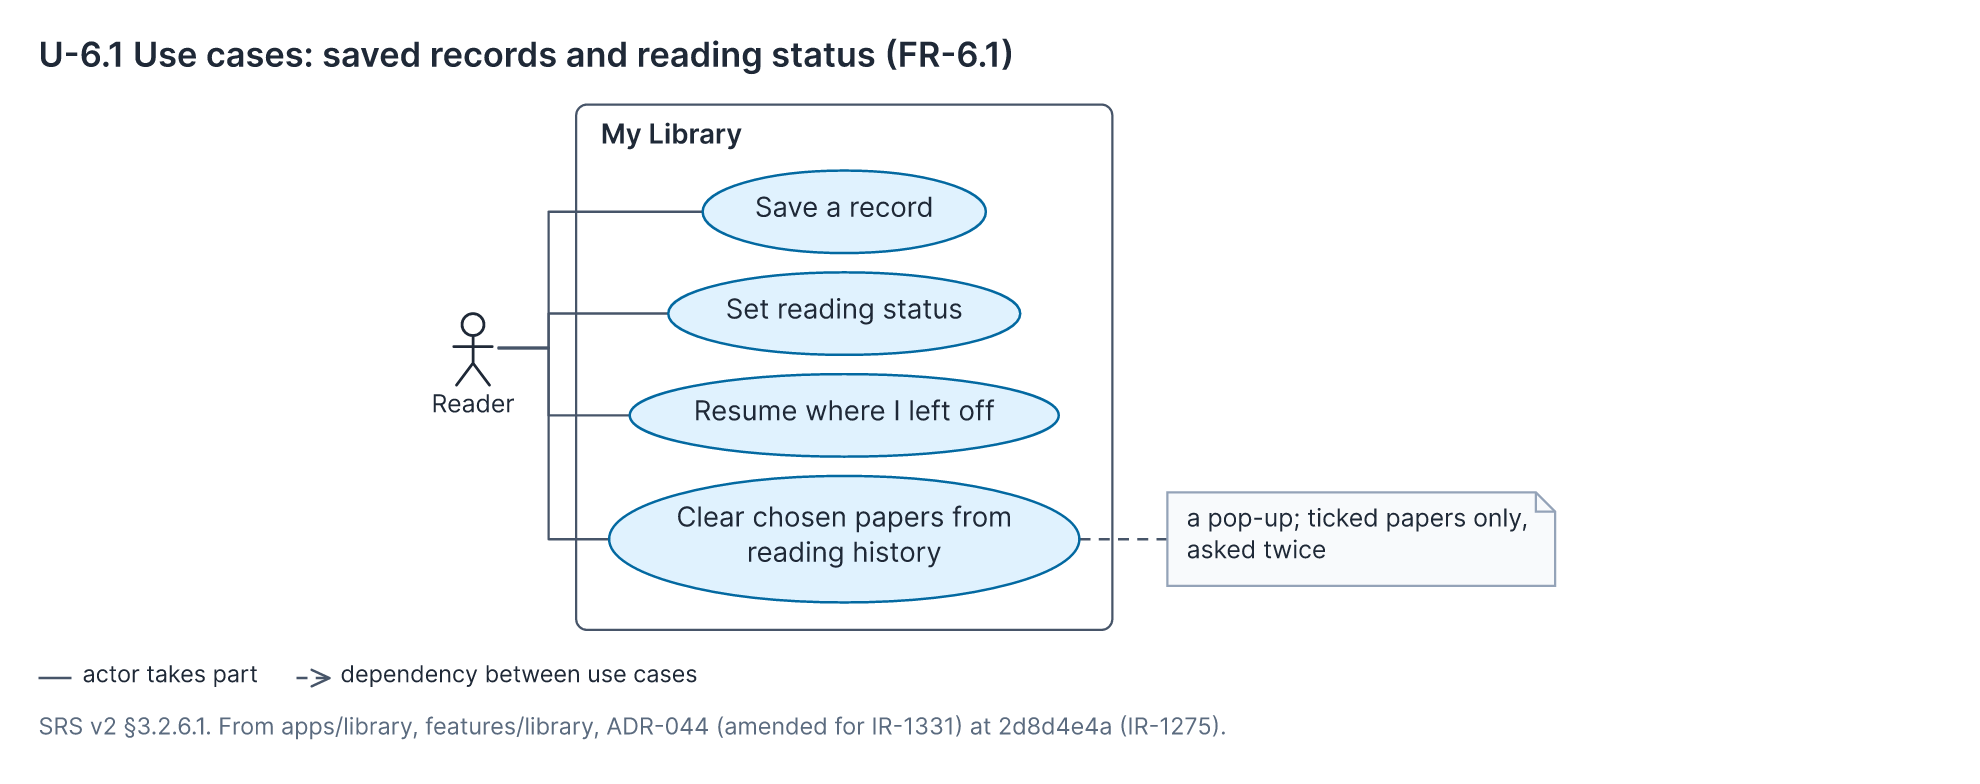 U-6.1 Use cases: saved records and reading status (FR-6.1)
My Library
Save a record
Set reading status
Reader
Resume where I left off
Clear chosen papers from
reading history
a pop-up; ticked papers only,
asked twice
actor takes part
dependency between use cases
SRS v2 §3.2.6.1. From apps/library, features/library, ADR-044 (amended for IR-1331) at 2d8d4e4a (IR-1275).